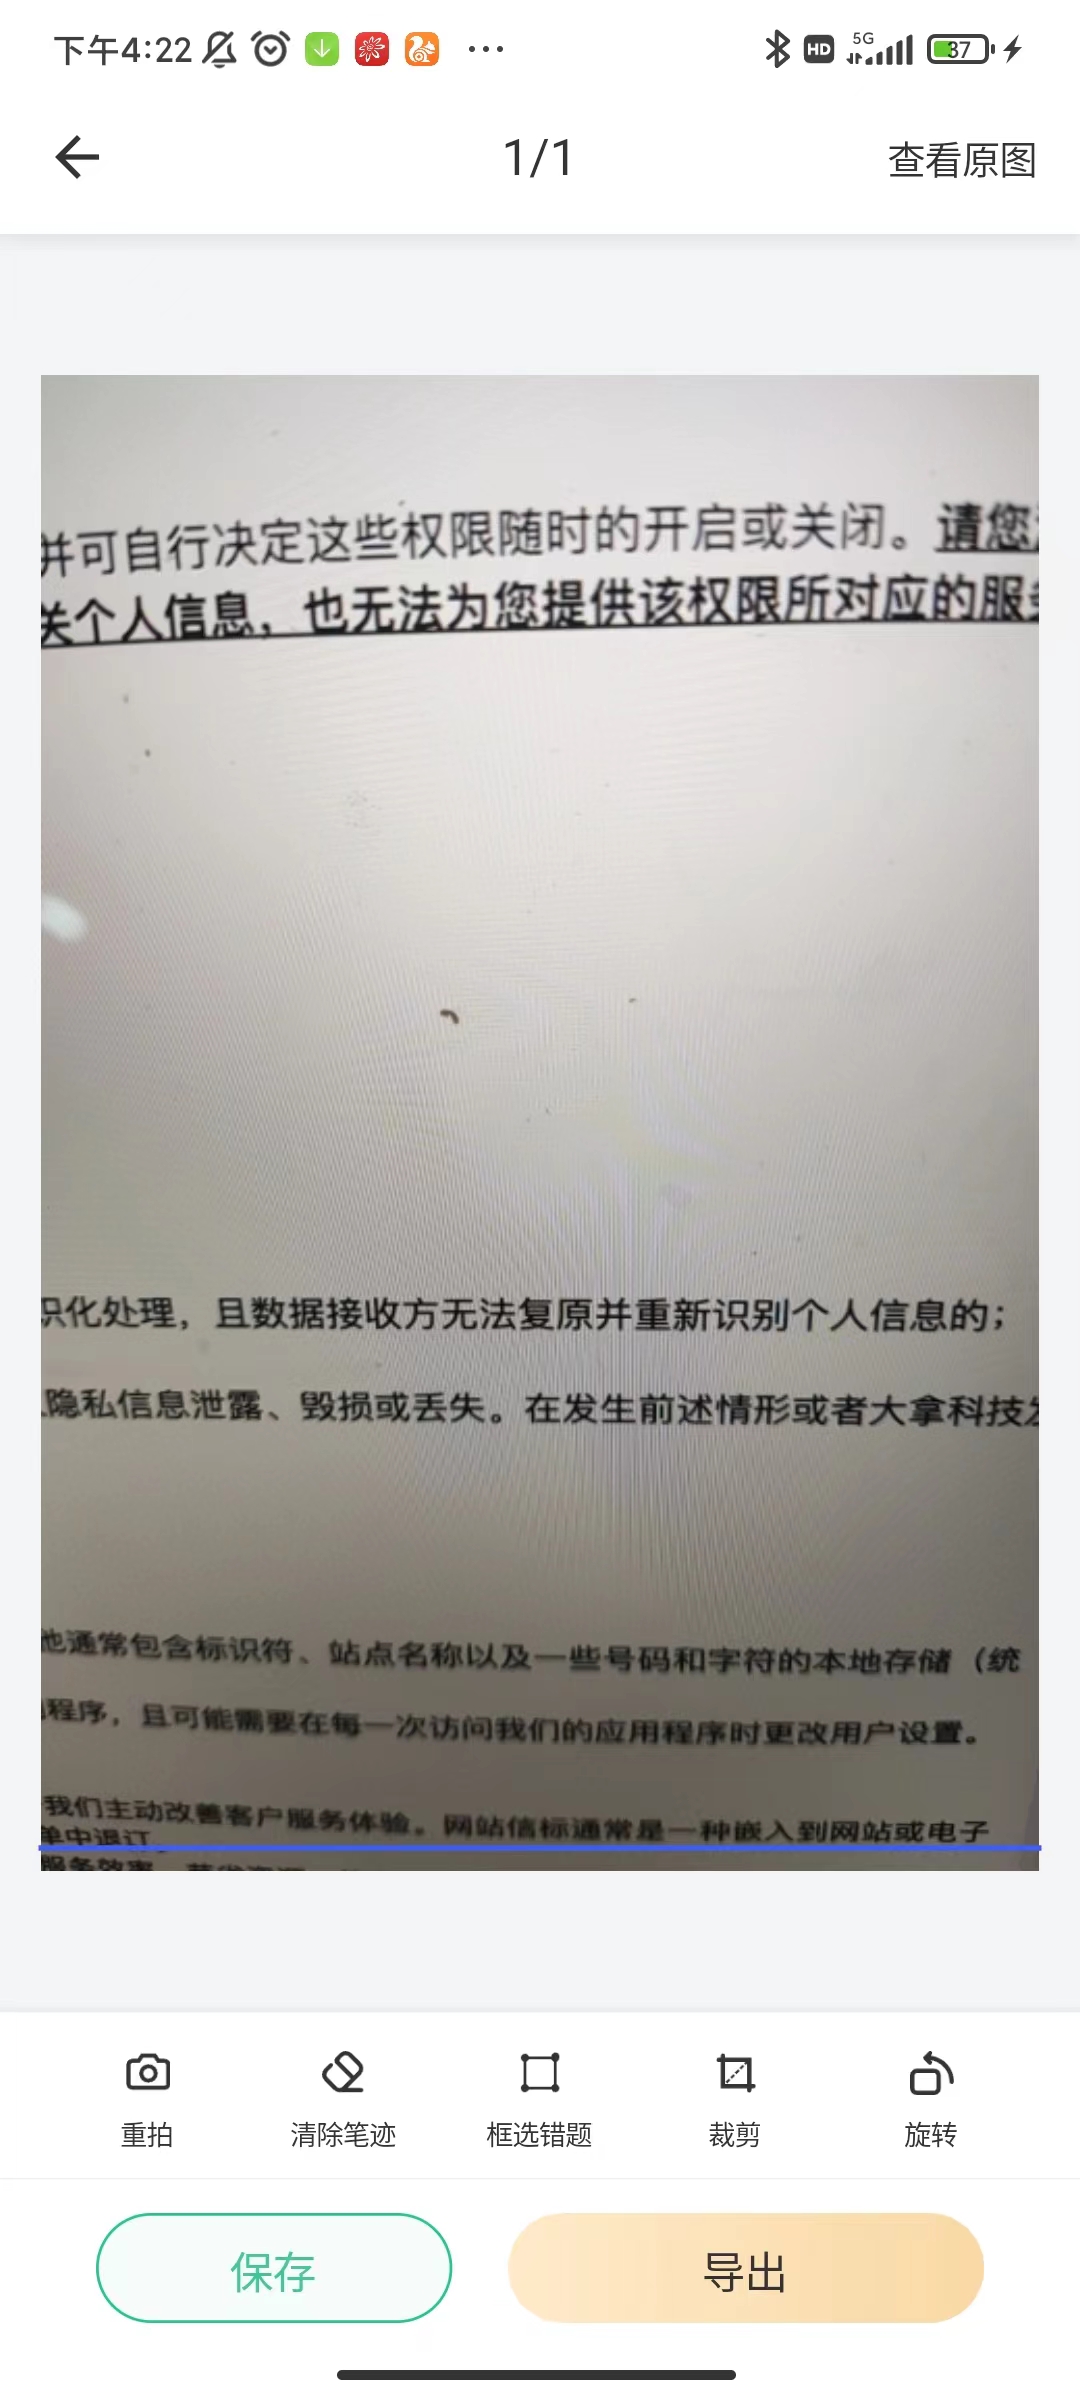 下午4:22
HD 5G 37
1/1
查看原图
并可自行决定这些权限随时的开启或关闭。请您
关个人信息，也无法为您提供该权限所对应的服务
识化处理，且数据接收方无法复原并重新识别个人信息的；
隐私信息泄露、毁损或丢失。在发生前述情形或者大拿科技发
他通常包含标识符、站点名称以及一些号码和字符的本地存储（统
程序，且可能需要在每一次访问我们的应用程序时更改用户设置。
我们主动改善客户服务体验。网站信标通常是一种嵌入到网站或电子
单中退订。
服务效率
重拍
清除笔迹
框选错题
裁剪
旋转
保存
导出